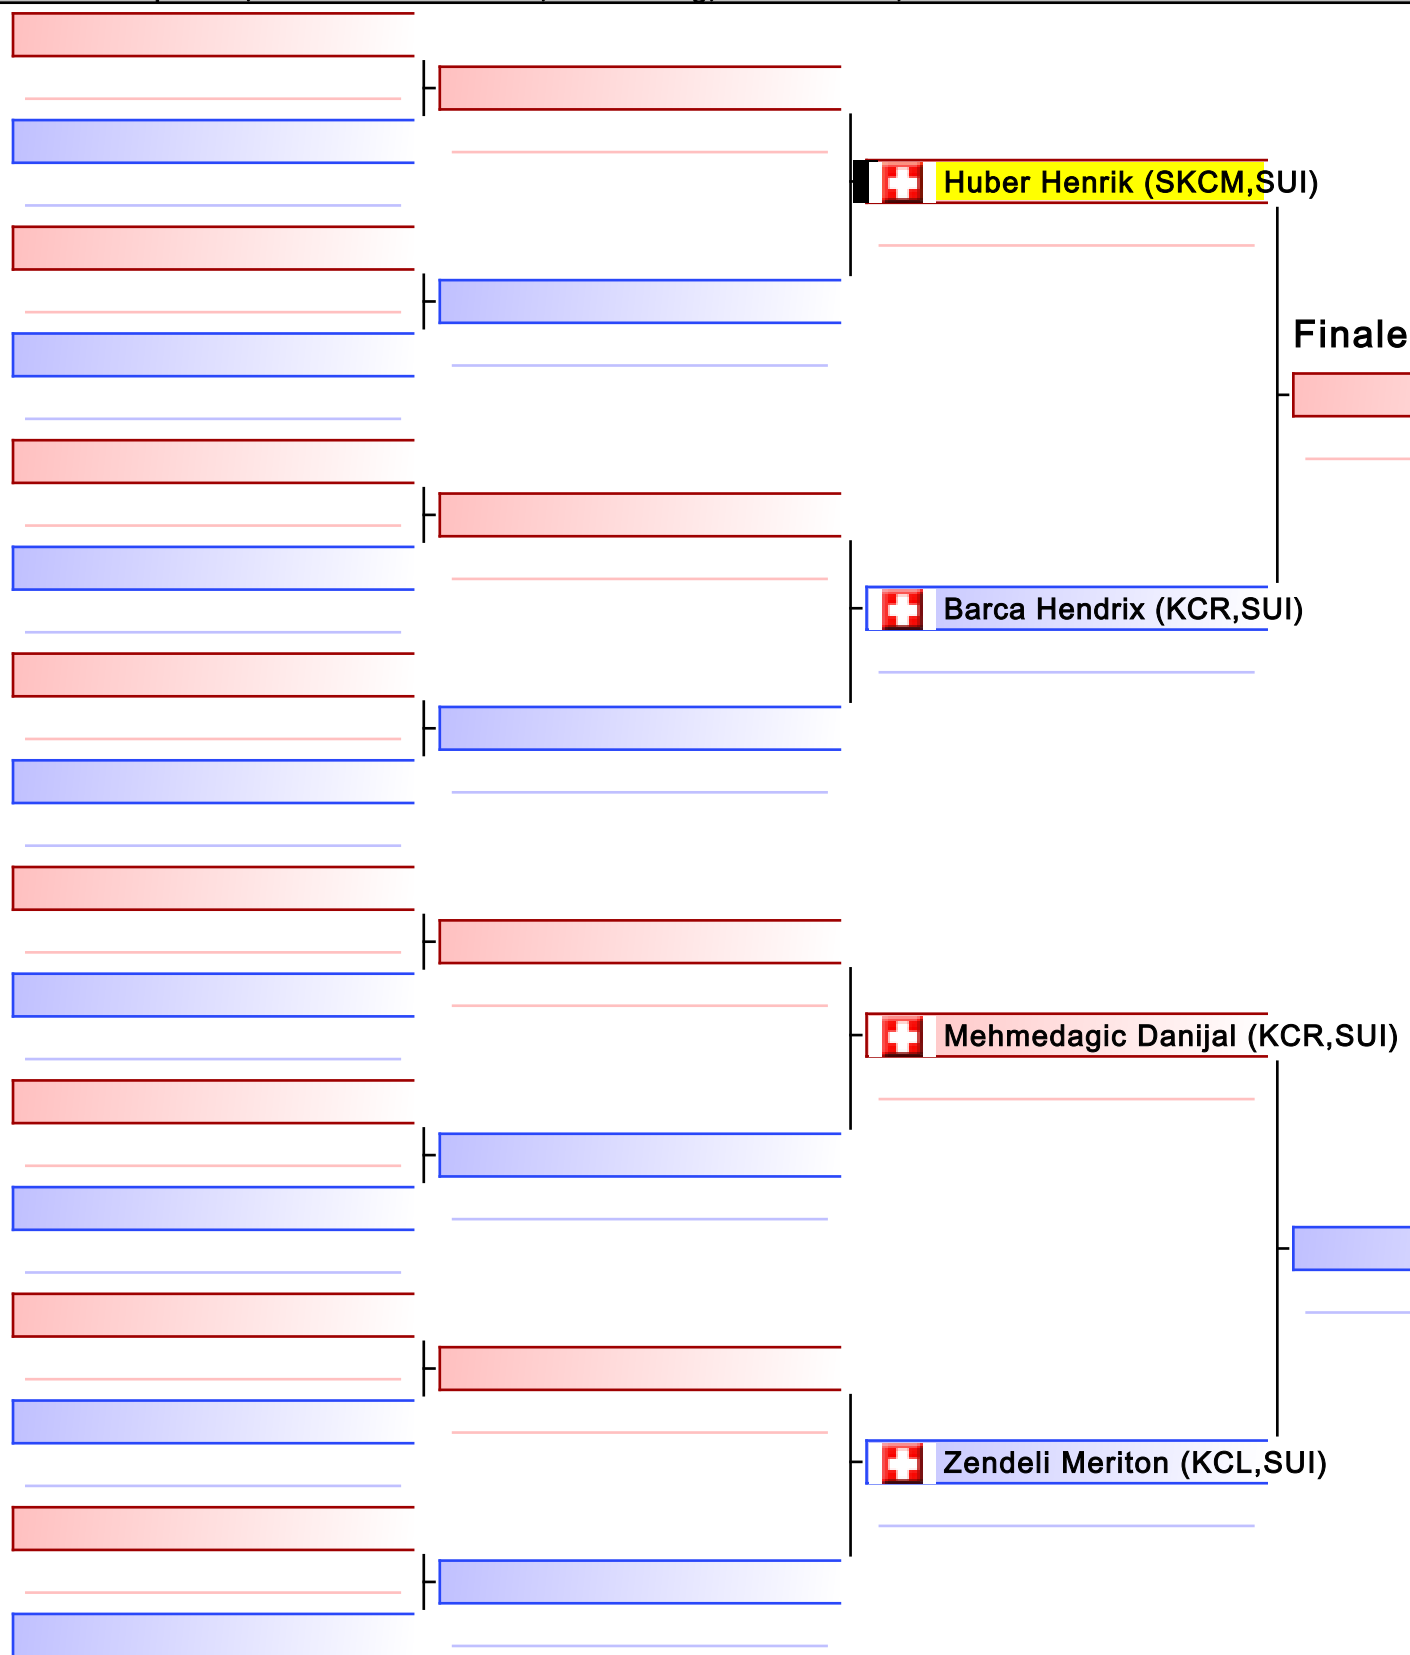 Huber Henrik (SKCM,SUI)
Finale
Barca Hendrix (KCR,SUI)
Mehmedagic Danijal (KCR,SUI)
Zendeli Meriton (KCL,SUI)